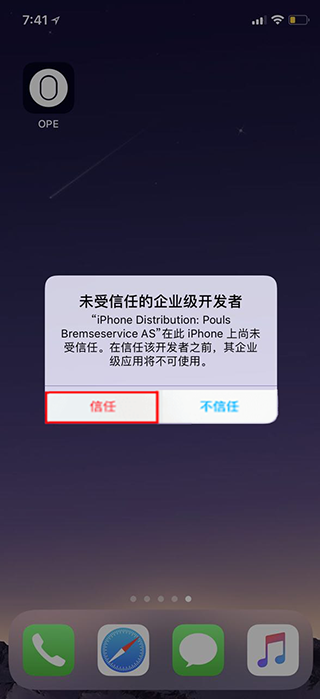 7:41
OPE
未受信任的企业级开发者
“iPhone Distribution: Pouls
Bremseservice AS”在此 iPhone 上尚未
受信任。在信任该开发者之前，其企业
级应用将不可使用。
信任
不信任